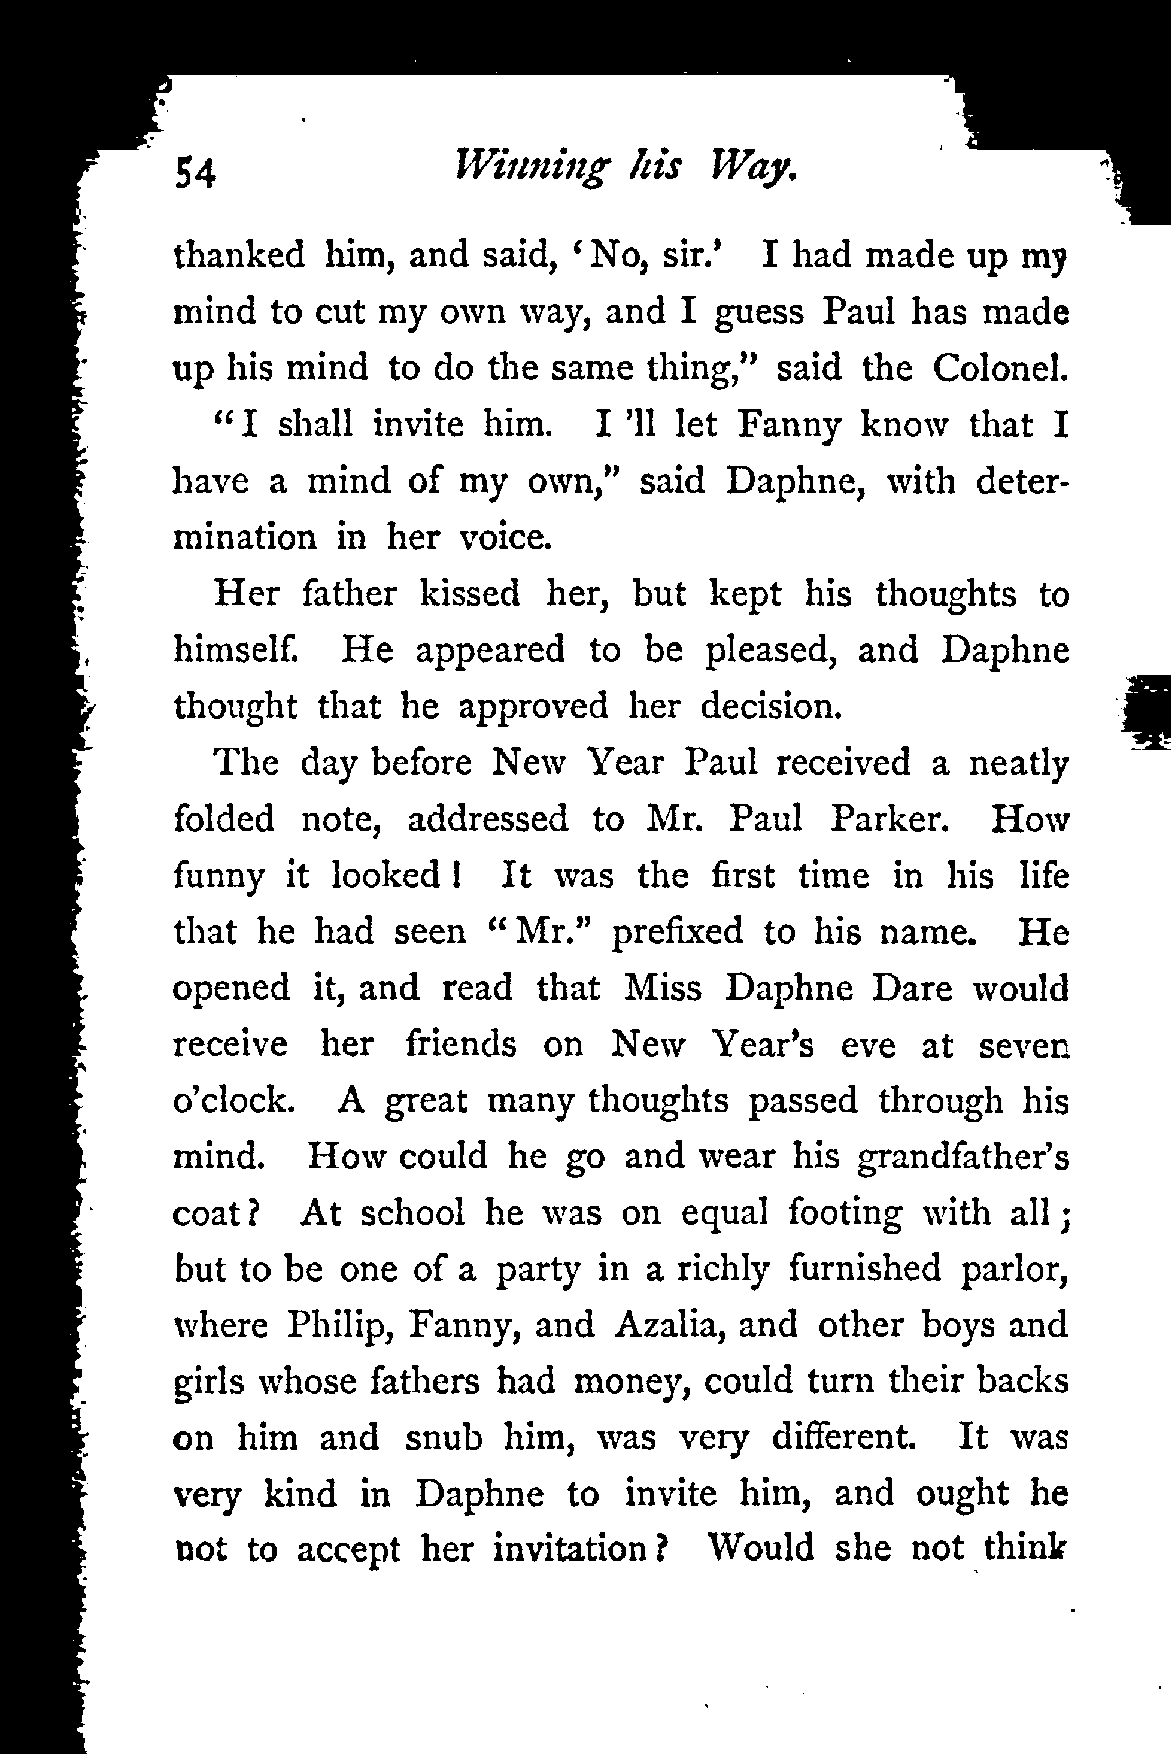 54 Winning his Way.
thanked him, and said, ‘No, sir.’ I had made up my
mind to cut my own way, and I guess Paul has made
up his mind to do the same thing,” said the Colonel.
“I shall invite him. I ’ll let Fanny know that I
have a mind of my own,” said Daphne, with deter-
mination in her voice.
Her father kissed her, but kept his thoughts to
himself. He appeared to be pleased, and Daphne
thought that he approved her decision.
The day before New Year Paul received a neatly
folded note, addressed to Mr. Paul Parker. How
funny it looked! It was the first time in his life
that he had seen “Mr.” prefixed to his name. He
opened it, and read that Miss Daphne Dare would
receive her friends on New Year’s eve at seven
o’clock. A great many thoughts passed through his
mind. How could he go and wear his grandfather’s
coat? At school he was on equal footing with all;
but to be one of a party in a richly furnished parlor,
where Philip, Fanny, and Azalia, and other boys and
girls whose fathers had money, could turn their backs
on him and snub him, was very different. It was
very kind in Daphne to invite him, and ought he
not to accept her invitation? Would she not think